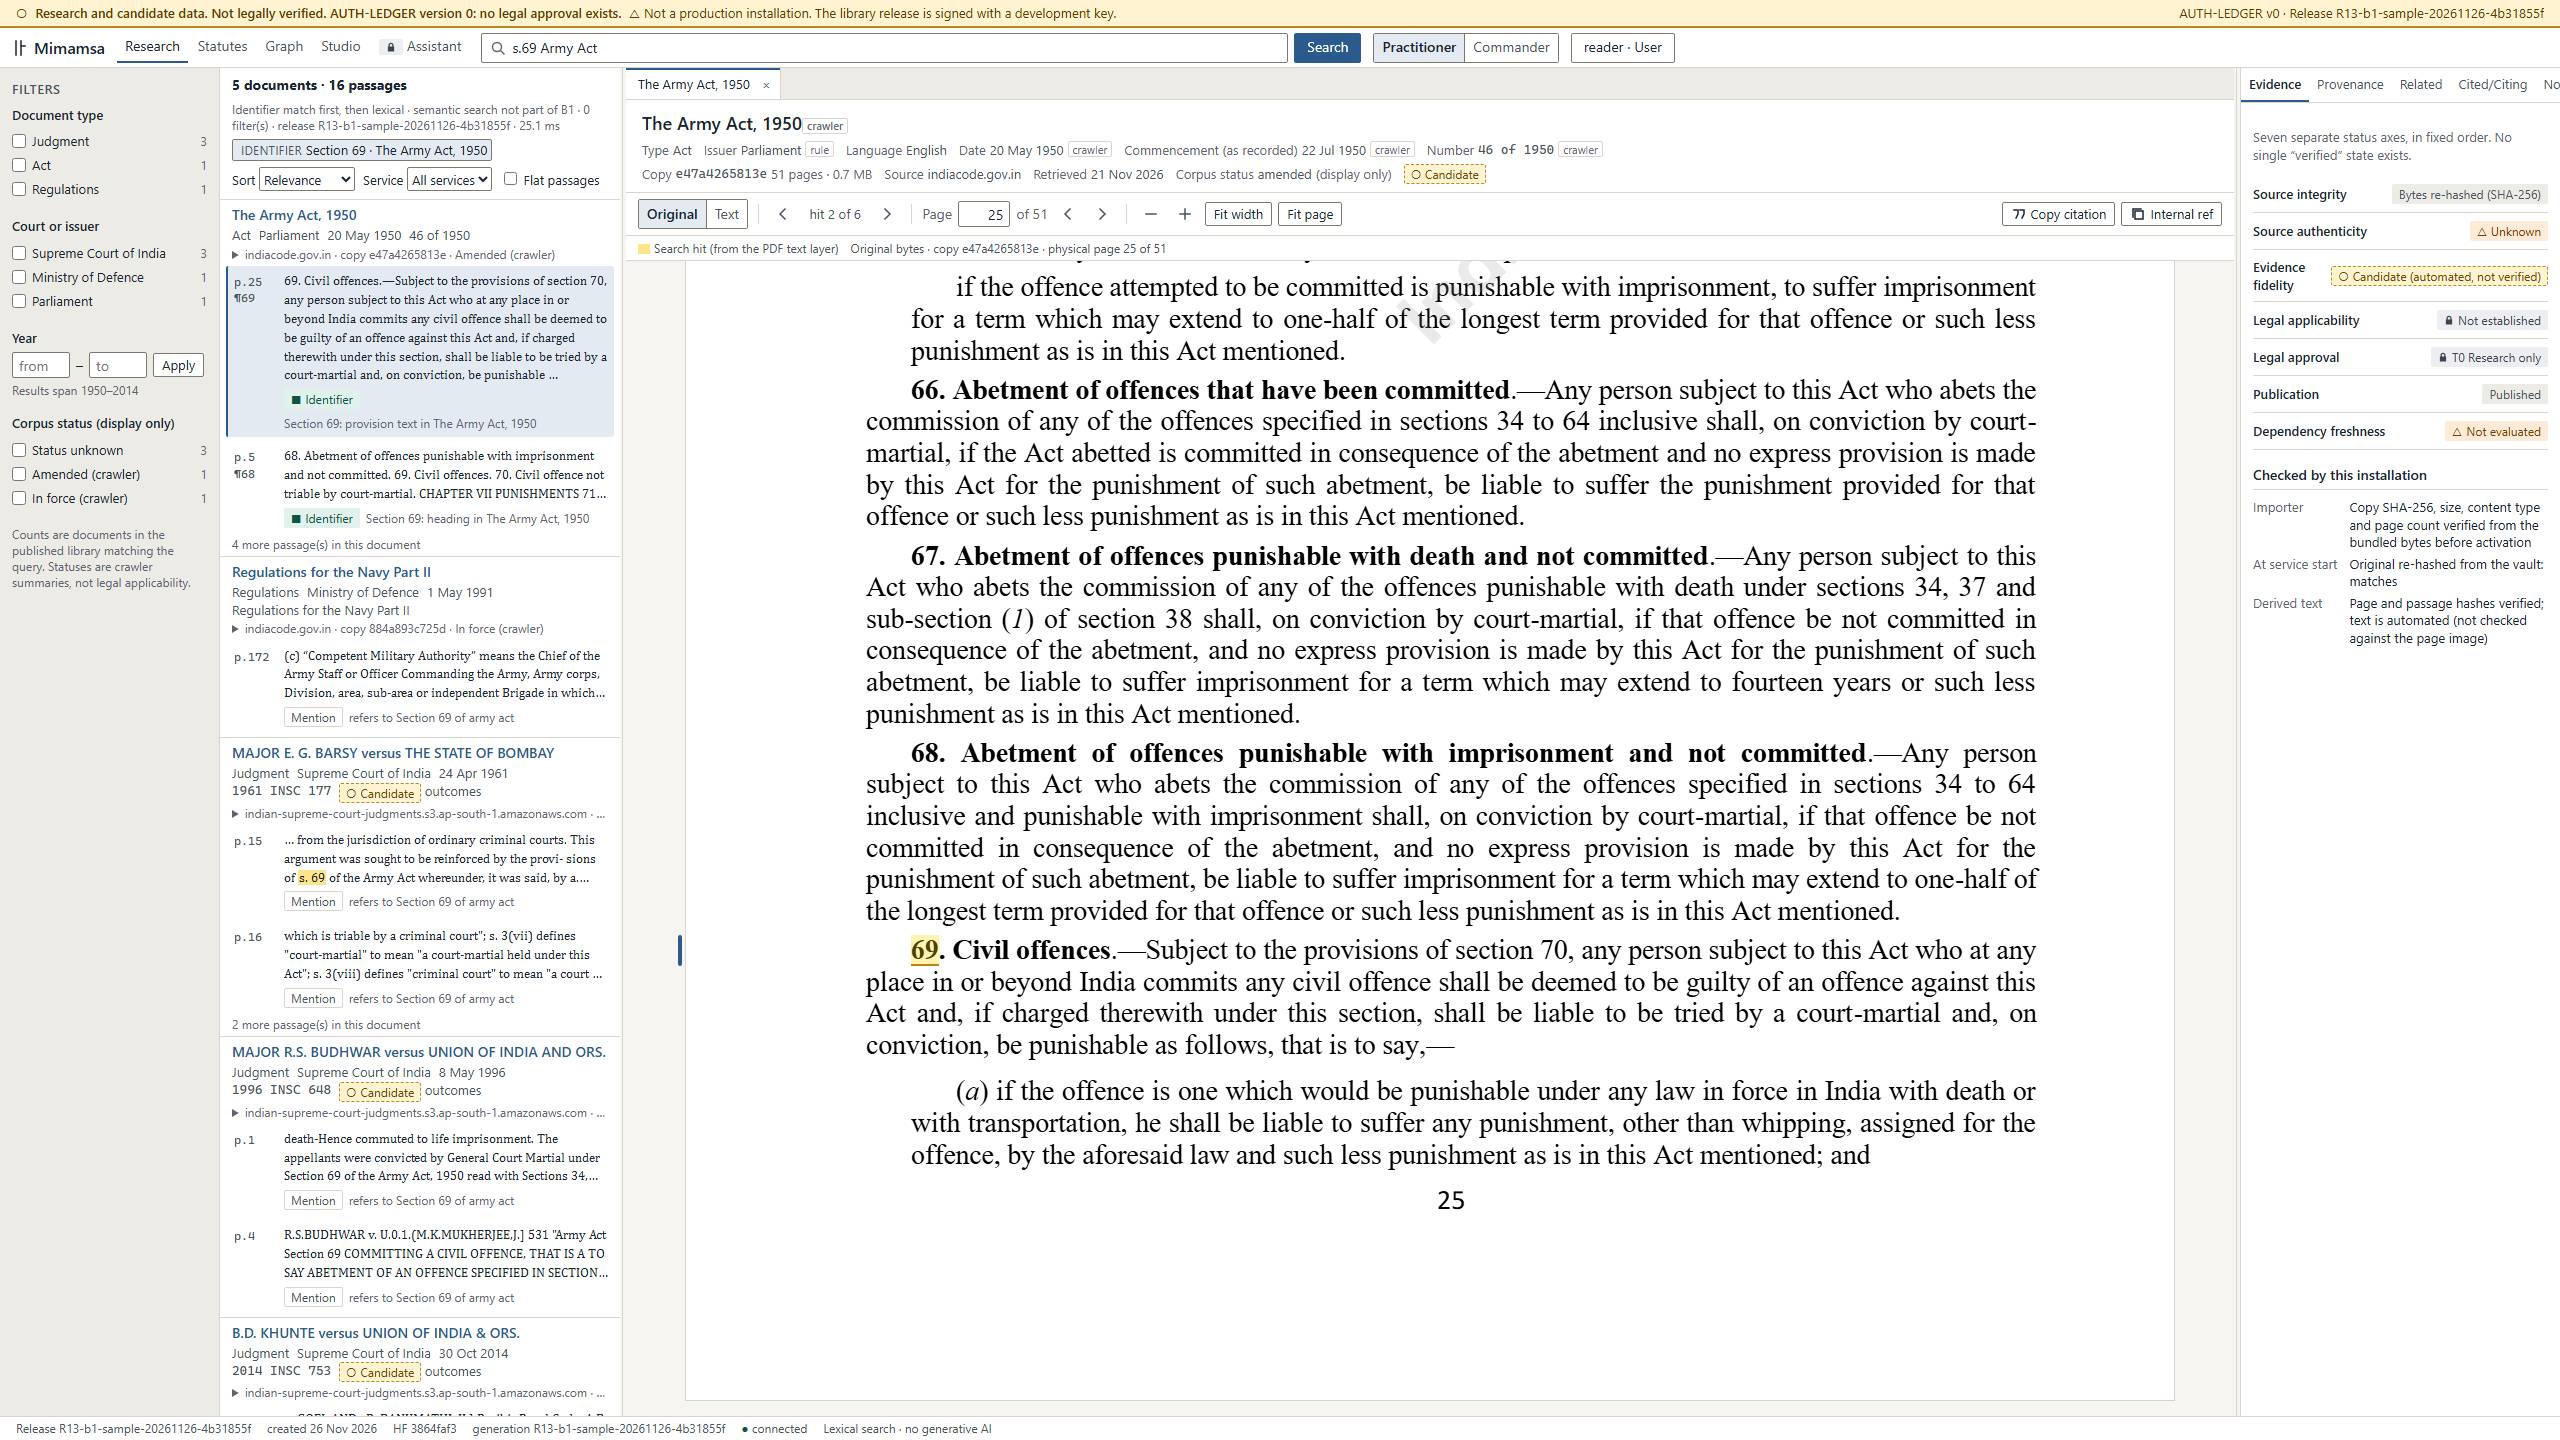 Research and candidate data. Not legally verified. AUTH-LEDGER version 0: no legal approval exists. ⚠ Not a production installation. The library release is signed with a development key.
AUTH-LEDGER v0 · Release R13-b1-sample-20261126-4b31855f
Mimamsa Research Statutes Graph Studio Assistant
s.69 Army Act
Search Practitioner Commander reader · User
FILTERS
Document type
Judgment 3
Act 1
Regulations 1
Court or issuer
Supreme Court of India 3
Ministry of Defence 1
Parliament 1
Year
from – to Apply
Results span 1950–2014
Corpus status (display only)
Status unknown 3
Amended (crawler) 1
In force (crawler) 1
Counts are documents in the
published library matching the
query. Statuses are crawler
summaries, not legal applicability.
5 documents · 16 passages
Identifier match first, then lexical · semantic search not part of B1 · 0
filter(s) · release R13-b1-sample-20261126-4b31855f · 25.1 ms
IDENTIFIER Section 69 · The Army Act, 1950
Sort Relevance Service All services Flat passages
The Army Act, 1950
Act Parliament 20 May 1950 46 of 1950
indiacode.gov.in · copy e47a4265813e · Amended (crawler)
p.25
¶69
69. Civil offences.—Subject to the provisions of section 70,
any person subject to this Act who at any place in or
beyond India commits any civil offence shall be deemed to
be guilty of an offence against this Act and, if charged
therewith under this section, shall be liable to be tried by a
court-martial and, on conviction, be punishable ...
Identifier
Section 69: provision text in The Army Act, 1950
p.5
¶68
68. Abetment of offences punishable with imprisonment
and not committed. 69. Civil offences. 70. Civil offence not
triable by court-martial. CHAPTER VII PUNISHMENTS 71...
Identifier Section 69: heading in The Army Act, 1950
4 more passage(s) in this document
Regulations for the Navy Part II
Regulations Ministry of Defence 1 May 1991
Regulations for the Navy Part II
indiacode.gov.in · copy 884a893c725d · In force (crawler)
p.172
(c) “Competent Military Authority” means the Chief of the
Army Staff or Officer Commanding the Army, Army corps,
Division, area, sub-area or independent Brigade in which...
Mention refers to Section 69 of army act
MAJOR E. G. BARSY versus THE STATE OF BOMBAY
Judgment Supreme Court of India 24 Apr 1961
1961 INSC 177 Candidate outcomes
indian-supreme-court-judgments.s3.ap-south-1.amazonaws.com · ...
p.15
... from the jurisdiction of ordinary criminal courts. This
argument was sought to be reinforced by the provi- sions
of s. 69 of the Army Act whereunder, it was said, by a....
Mention refers to Section 69 of army act
p.16
which is triable by a criminal court"; s. 3(vii) defines
"court-martial" to mean "a court-martial held under this
Act"; s. 3(viii) defines "criminal court" to mean "a court ...
Mention refers to Section 69 of army act
2 more passage(s) in this document
MAJOR R.S. BUDHWAR versus UNION OF INDIA AND ORS.
Judgment Supreme Court of India 8 May 1996
1996 INSC 648 Candidate outcomes
indian-supreme-court-judgments.s3.ap-south-1.amazonaws.com · ...
p.1
death-Hence commuted to life imprisonment. The
appellants were convicted by General Court Martial under
Section 69 of the Army Act, 1950 read with Sections 34,...
Mention refers to Section 69 of army act
p.4
R.S.BUDHWAR v. U.0.1.(M.K.MUKHERJEE,J.] 531 "Army Act
Section 69 COMMITTING A CIVIL OFFENCE, THAT IS A TO
SAY ABETMENT OF AN OFFENCE SPECIFIED IN SECTION...
Mention refers to Section 69 of army act
B.D. KHUNTE versus UNION OF INDIA & ORS.
Judgment Supreme Court of India 30 Oct 2014
2014 INSC 753 Candidate outcomes
indian-supreme-court-judgments.s3.ap-south-1.amazonaws.com · ...
The Army Act, 1950 ×
The Army Act, 1950 crawler
Type Act Issuer Parliament rule Language English Date 20 May 1950 crawler Commencement (as recorded) 22 Jul 1950 crawler Number 46 of 1950 crawler
Copy e47a4265813e 51 pages · 0.7 MB Source indiacode.gov.in Retrieved 21 Nov 2026 Corpus status amended (display only) Candidate
Original Text hit 2 of 6 Page 25 of 51 Fit width Fit page Copy citation Internal ref
Search hit (from the PDF text layer) Original bytes · copy e47a4265813e · physical page 25 of 51
if the offence attempted to be committed is punishable with imprisonment, to suffer imprisonment
for a term which may extend to one-half of the longest term provided for that offence or such less
punishment as is in this Act mentioned.
66. Abetment of offences that have been committed.—Any person subject to this Act who abets the
commission of any of the offences specified in sections 34 to 64 inclusive shall, on conviction by court-
martial, if the Act abetted is committed in consequence of the abetment and no express provision is made
by this Act for the punishment of such abetment, be liable to suffer the punishment provided for that
offence or such less punishment as is in this Act mentioned.
67. Abetment of offences punishable with death and not committed.—Any person subject to this
Act who abets the commission of any of the offences punishable with death under sections 34, 37 and
sub-section (1) of section 38 shall, on conviction by court-martial, if that offence be not committed in
consequence of the abetment, and no express provision is made by this Act for the punishment of such
abetment, be liable to suffer imprisonment for a term which may extend to fourteen years or such less
punishment as is in this Act mentioned.
68. Abetment of offences punishable with imprisonment and not committed.—Any person
subject to this Act who abets the commission of any of the offences specified in sections 34 to 64
inclusive and punishable with imprisonment shall, on conviction by court-martial, if that offence be not
committed in consequence of the abetment, and no express provision is made by this Act for the
punishment of such abetment, be liable to suffer imprisonment for a term which may extend to one-half of
the longest term provided for that offence or such less punishment as is in this Act mentioned.
69. Civil offences.—Subject to the provisions of section 70, any person subject to this Act who at any
place in or beyond India commits any civil offence shall be deemed to be guilty of an offence against this
Act and, if charged therewith under this section, shall be liable to be tried by a court-martial and, on
conviction, be punishable as follows, that is to say,—
(a) if the offence is one which would be punishable under any law in force in India with death or
with transportation, he shall be liable to suffer any punishment, other than whipping, assigned for the
offence, by the aforesaid law and such less punishment as is in this Act mentioned; and
25
Evidence Provenance Related Cited/Citing No
Seven separate status axes, in fixed order. No
single “verified” state exists.
Source integrity Bytes re-hashed (SHA-256)
Source authenticity ⚠ Unknown
Evidence
fidelity
Candidate (automated, not verified)
Legal applicability Not established
Legal approval T0 Research only
Publication Published
Dependency freshness ⚠ Not evaluated
Checked by this installation
Importer Copy SHA-256, size, content type
and page count verified from the
bundled bytes before activation
At service start Original re-hashed from the vault:
matches
Derived text Page and passage hashes verified;
text is automated (not checked
against the page image)
Release R13-b1-sample-20261126-4b31855f created 26 Nov 2026 HF 3864faf3 generation R13-b1-sample-20261126-4b31855f ● connected Lexical search · no generative AI